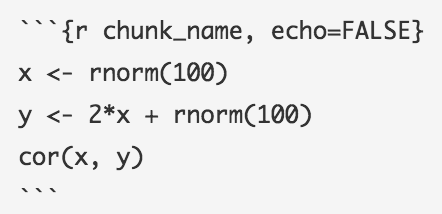 ```{r chunk_name, echo=FALSE}
x <- rnorm(100)
y <- 2*x + rnorm(100)
cor(x, y)
```